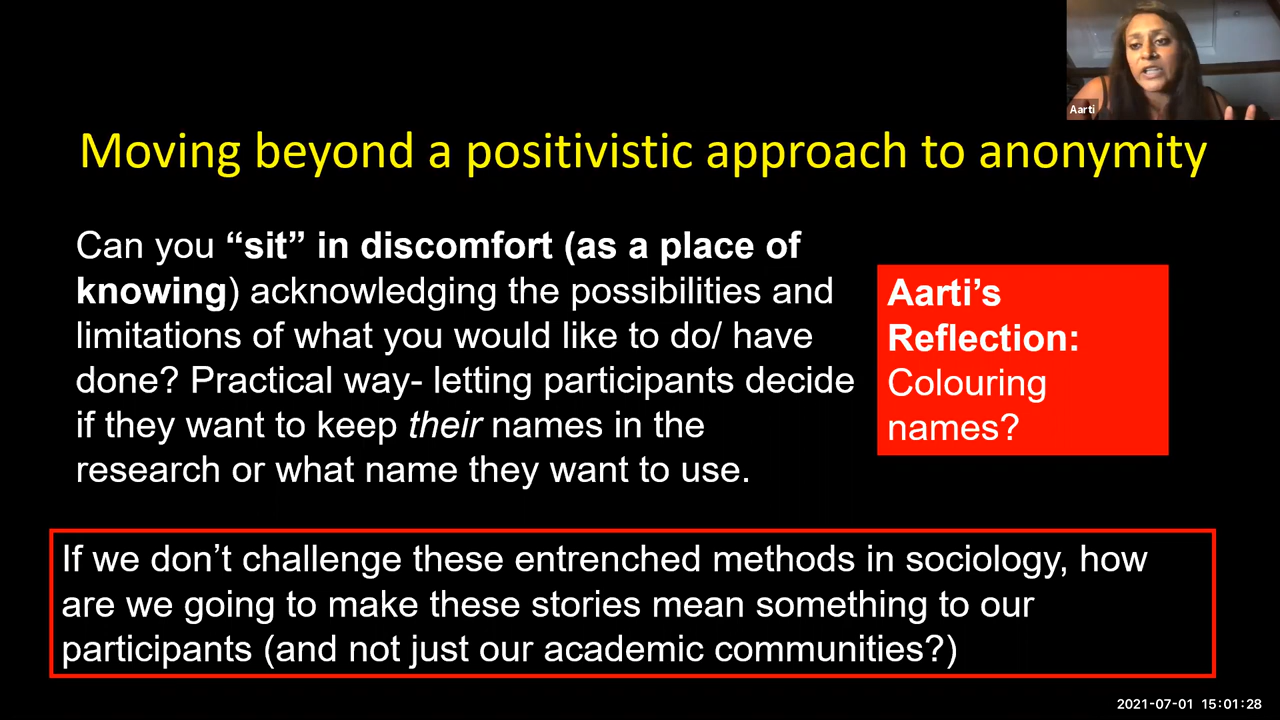 Aarti
Moving beyond a positivistic approach to anonymity
Can you “sit” in discomfort (as a place of
knowing) acknowledging the possibilities and
limitations of what you would like to do/ have
done? Practical way- letting participants decide
if they want to keep their names in the
research or what name they want to use.
Aarti’s
Reflection:
Colouring
names?
If we don’t challenge these entrenched methods in sociology, how
are we going to make these stories mean something to our
participants (and not just our academic communities?)
2021-07-01 15:01:28